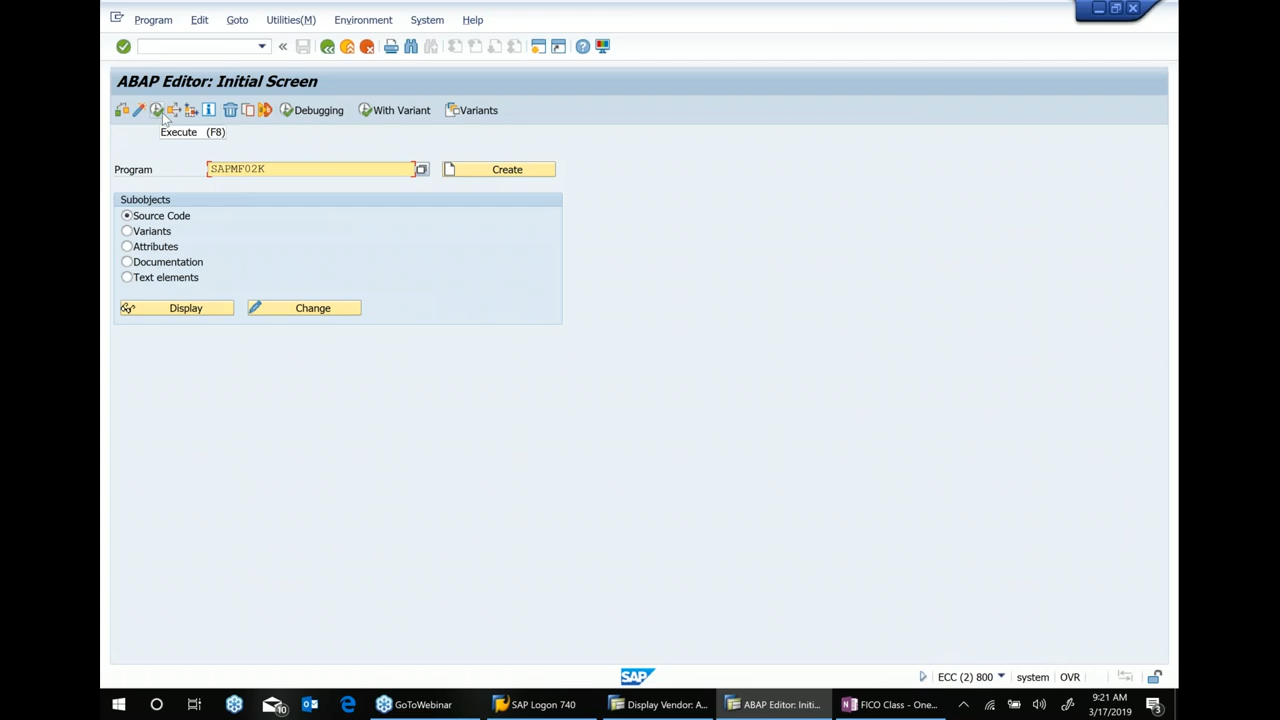 Program Edit Goto Utilities(M) Environment System Help
ABAP Editor: Initial Screen
Debugging With Variant Variants
Execute (F8)
Program SAPMF02K Create
Subobjects
Source Code
Variants
Attributes
Documentation
Text elements
Display Change
SAP
ECC (2) 800 system OVR
10 GoToWebinar SAP Logon 740 Display Vendor: A... ABAP Editor: Initi... FICO Class - One... 3
9:21 AM
3/17/2019